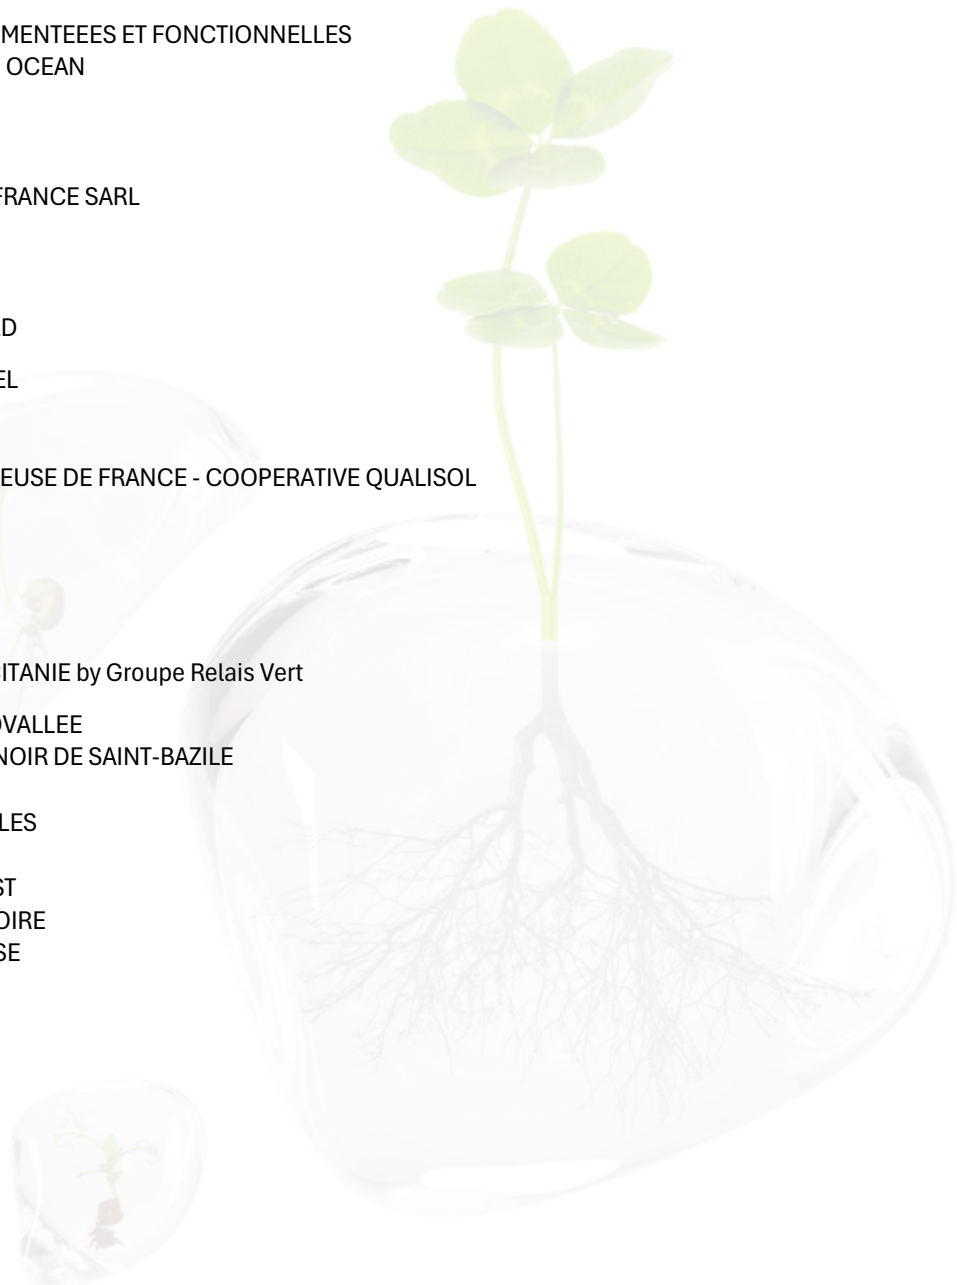 MENTEEES ET FONCTIONNELLES
OCEAN
FRANCE SARL
D
EL
EUSE DE FRANCE - COOPERATIVE QUALISOL
ITANIE by Groupe Relais Vert
OVALLEE
NOIR DE SAINT-BAZILE
LES
ST
OIRE
SE